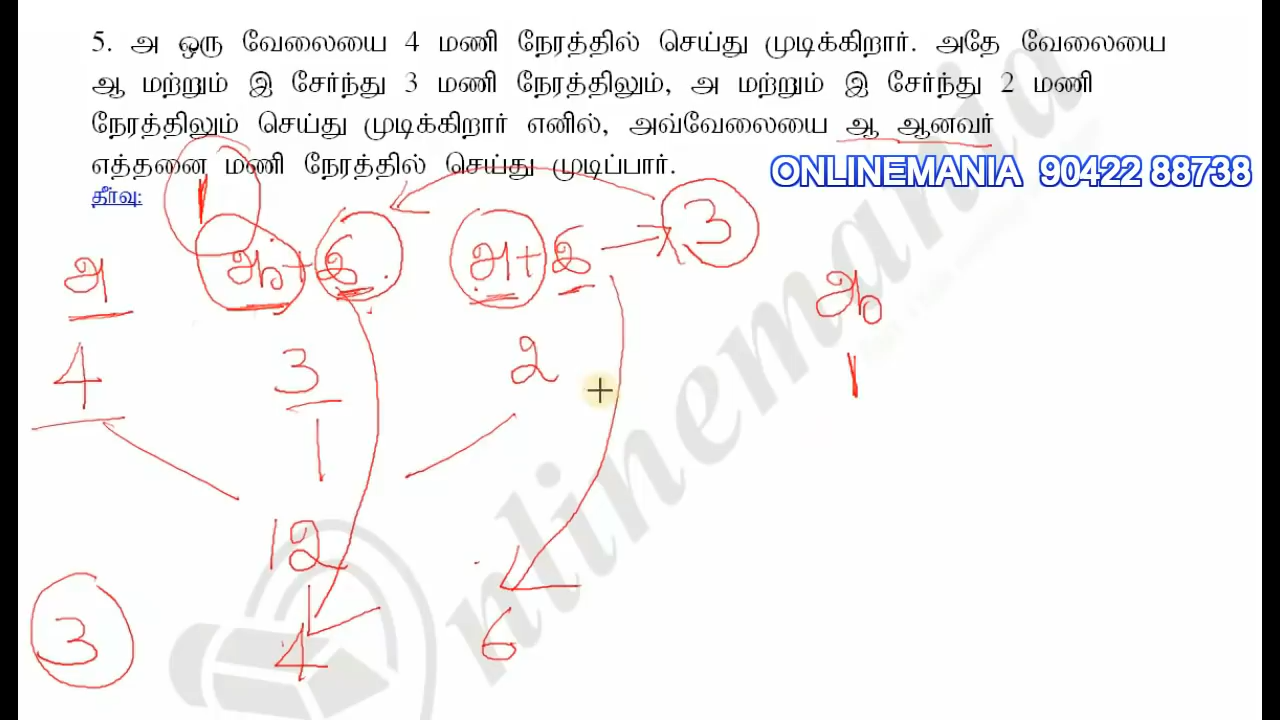 5. அ ஒரு வேலையை 4 மணி நேரத்தில் செய்து முடிக்கிறார். அதே வேலையை
ஆ மற்றும் இ சேர்ந்து 3 மணி நேரத்திலும், அ மற்றும் இ சேர்ந்து 2 மணி
நேரத்திலும் செய்து முடிக்கிறார் எனில், அவ்வேலையை ஆ ஆனவர்
எத்தனை மணி நேரத்தில் செய்து முடிப்பார்.
ONLINEMANIA 90422 88738
தீர்வு:
1
அ ஆ+இ அ+இ 3
ஆ
4 3 2
1
12
3 4 6
nlinemania